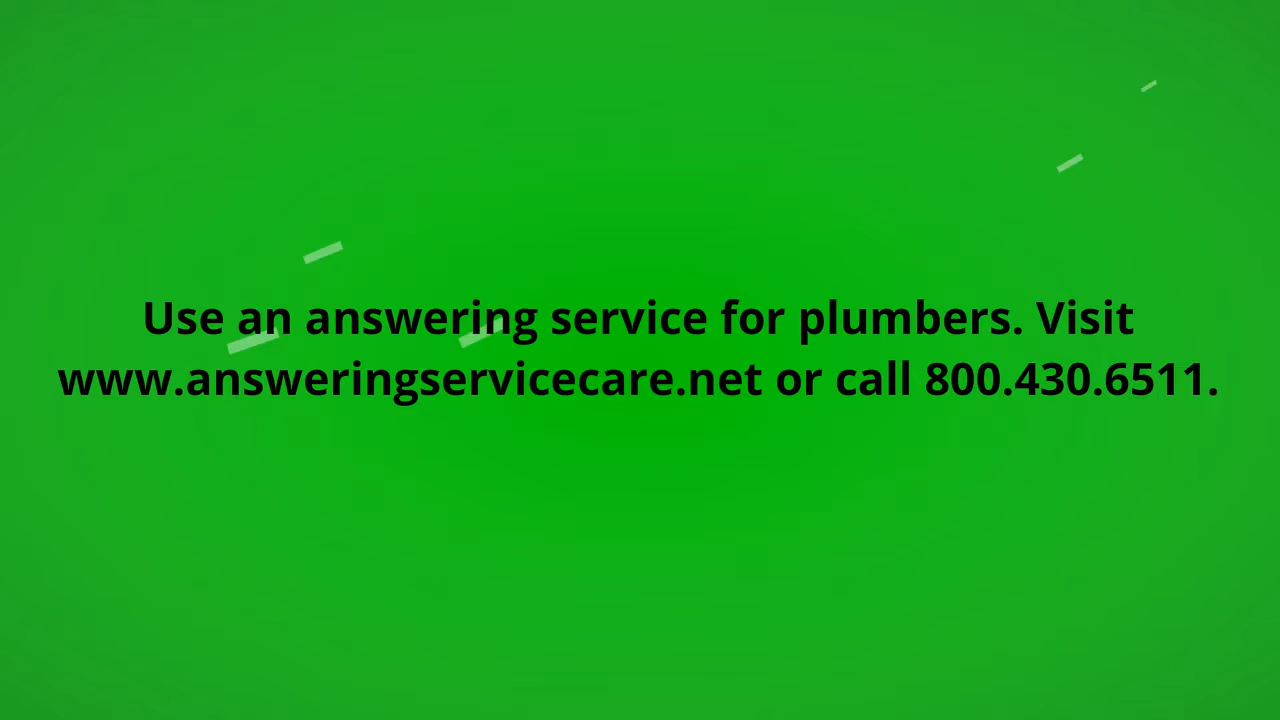 Use an answering service for plumbers. Visit
www.answeringservicecare.net or call 800.430.6511.